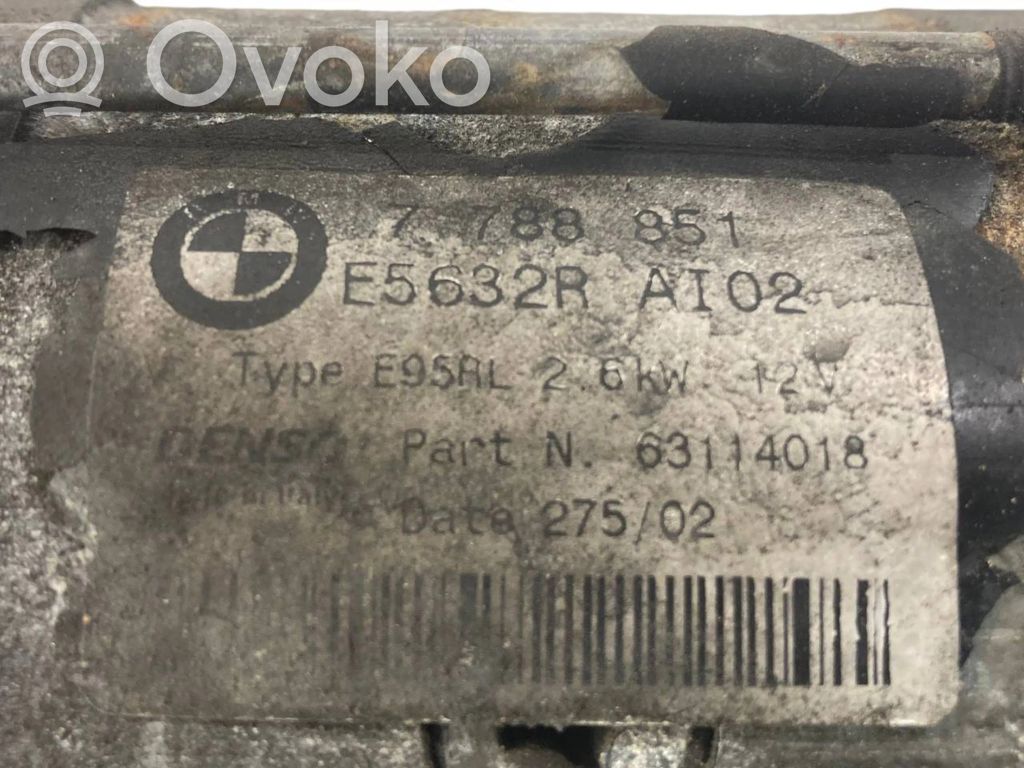 Ovoko
7 788 851
E5632R AI02
Type E95RL 2.6kW 12V
DENSO Part N. 63114018
Date 275/02